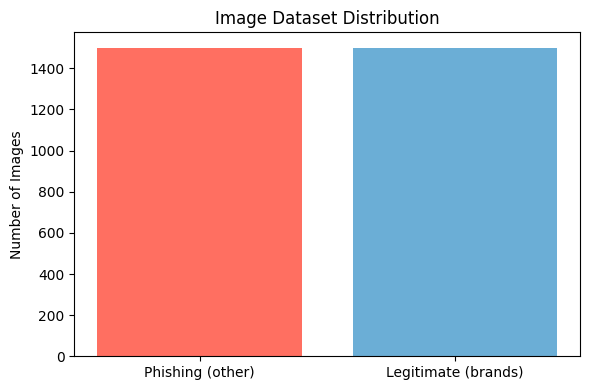 Image Dataset Distribution
Number of Images
1400
1200
1000
800
600
400
200
0
Phishing (other)
Legitimate (brands)